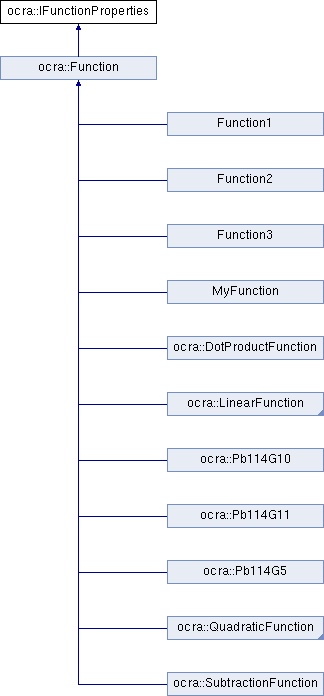 ocra::IFunctionProperties
ocra::Function
Function1
Function2
Function3
MyFunction
ocra::DotProductFunction
ocra::LinearFunction
ocra::Pb114G10
ocra::Pb114G11
ocra::Pb114G5
ocra::QuadraticFunction
ocra::SubtractionFunction